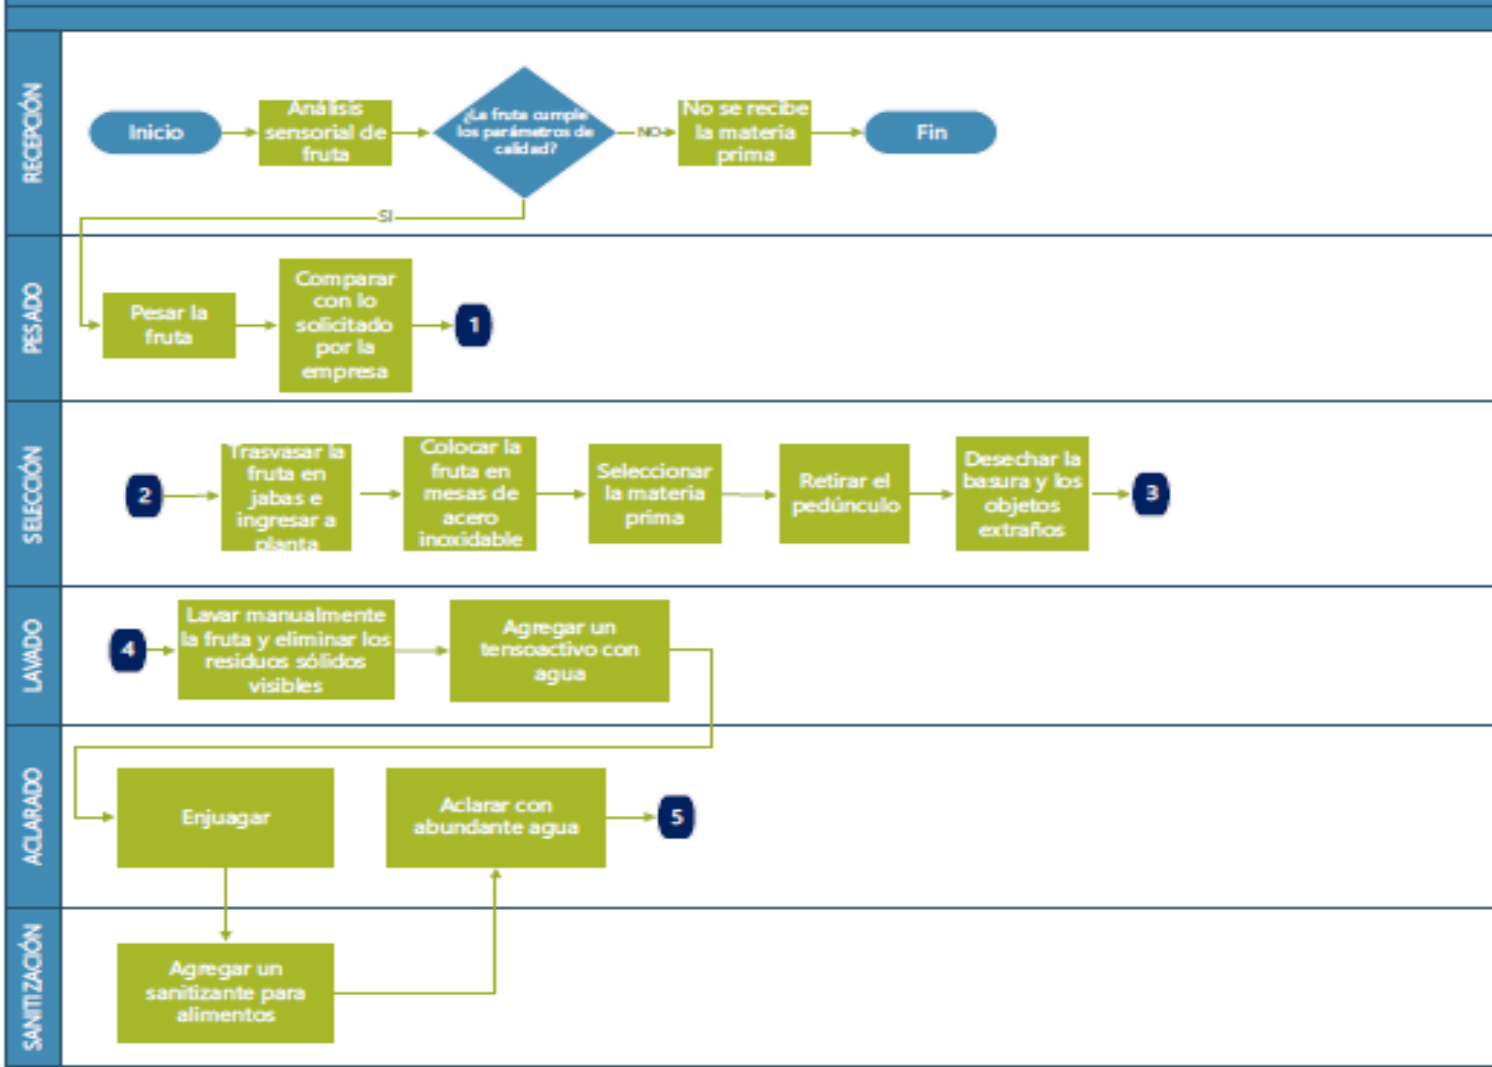 RECEPCIÓN
Inicio
Análisis
sensorial de
fruta
¿La fruta cumple
los parámetros de
calidad?
NO
No se recibe
la materia
prima
Fin
SI
PESADO
Pesar la
fruta
Comparar
con lo
solicitado
por la
empresa
1
SELECCIÓN
2
Trasvasar la
fruta en
jabas e
ingresar a
planta
Colocar la
fruta en
mesas de
acero
inoxidable
Seleccionar
la materia
prima
Retirar el
pedúnculo
Desechar la
basura y los
objetos
extraños
3
LAVADO
4
Lavar manualmente
la fruta y eliminar los
residuos sólidos
visibles
Agregar un
tensoactivo con
agua
ACLARADO
Enjuagar
Aclarar con
abundante agua
5
SANITIZACIÓN
Agregar un
sanitizante para
alimentos